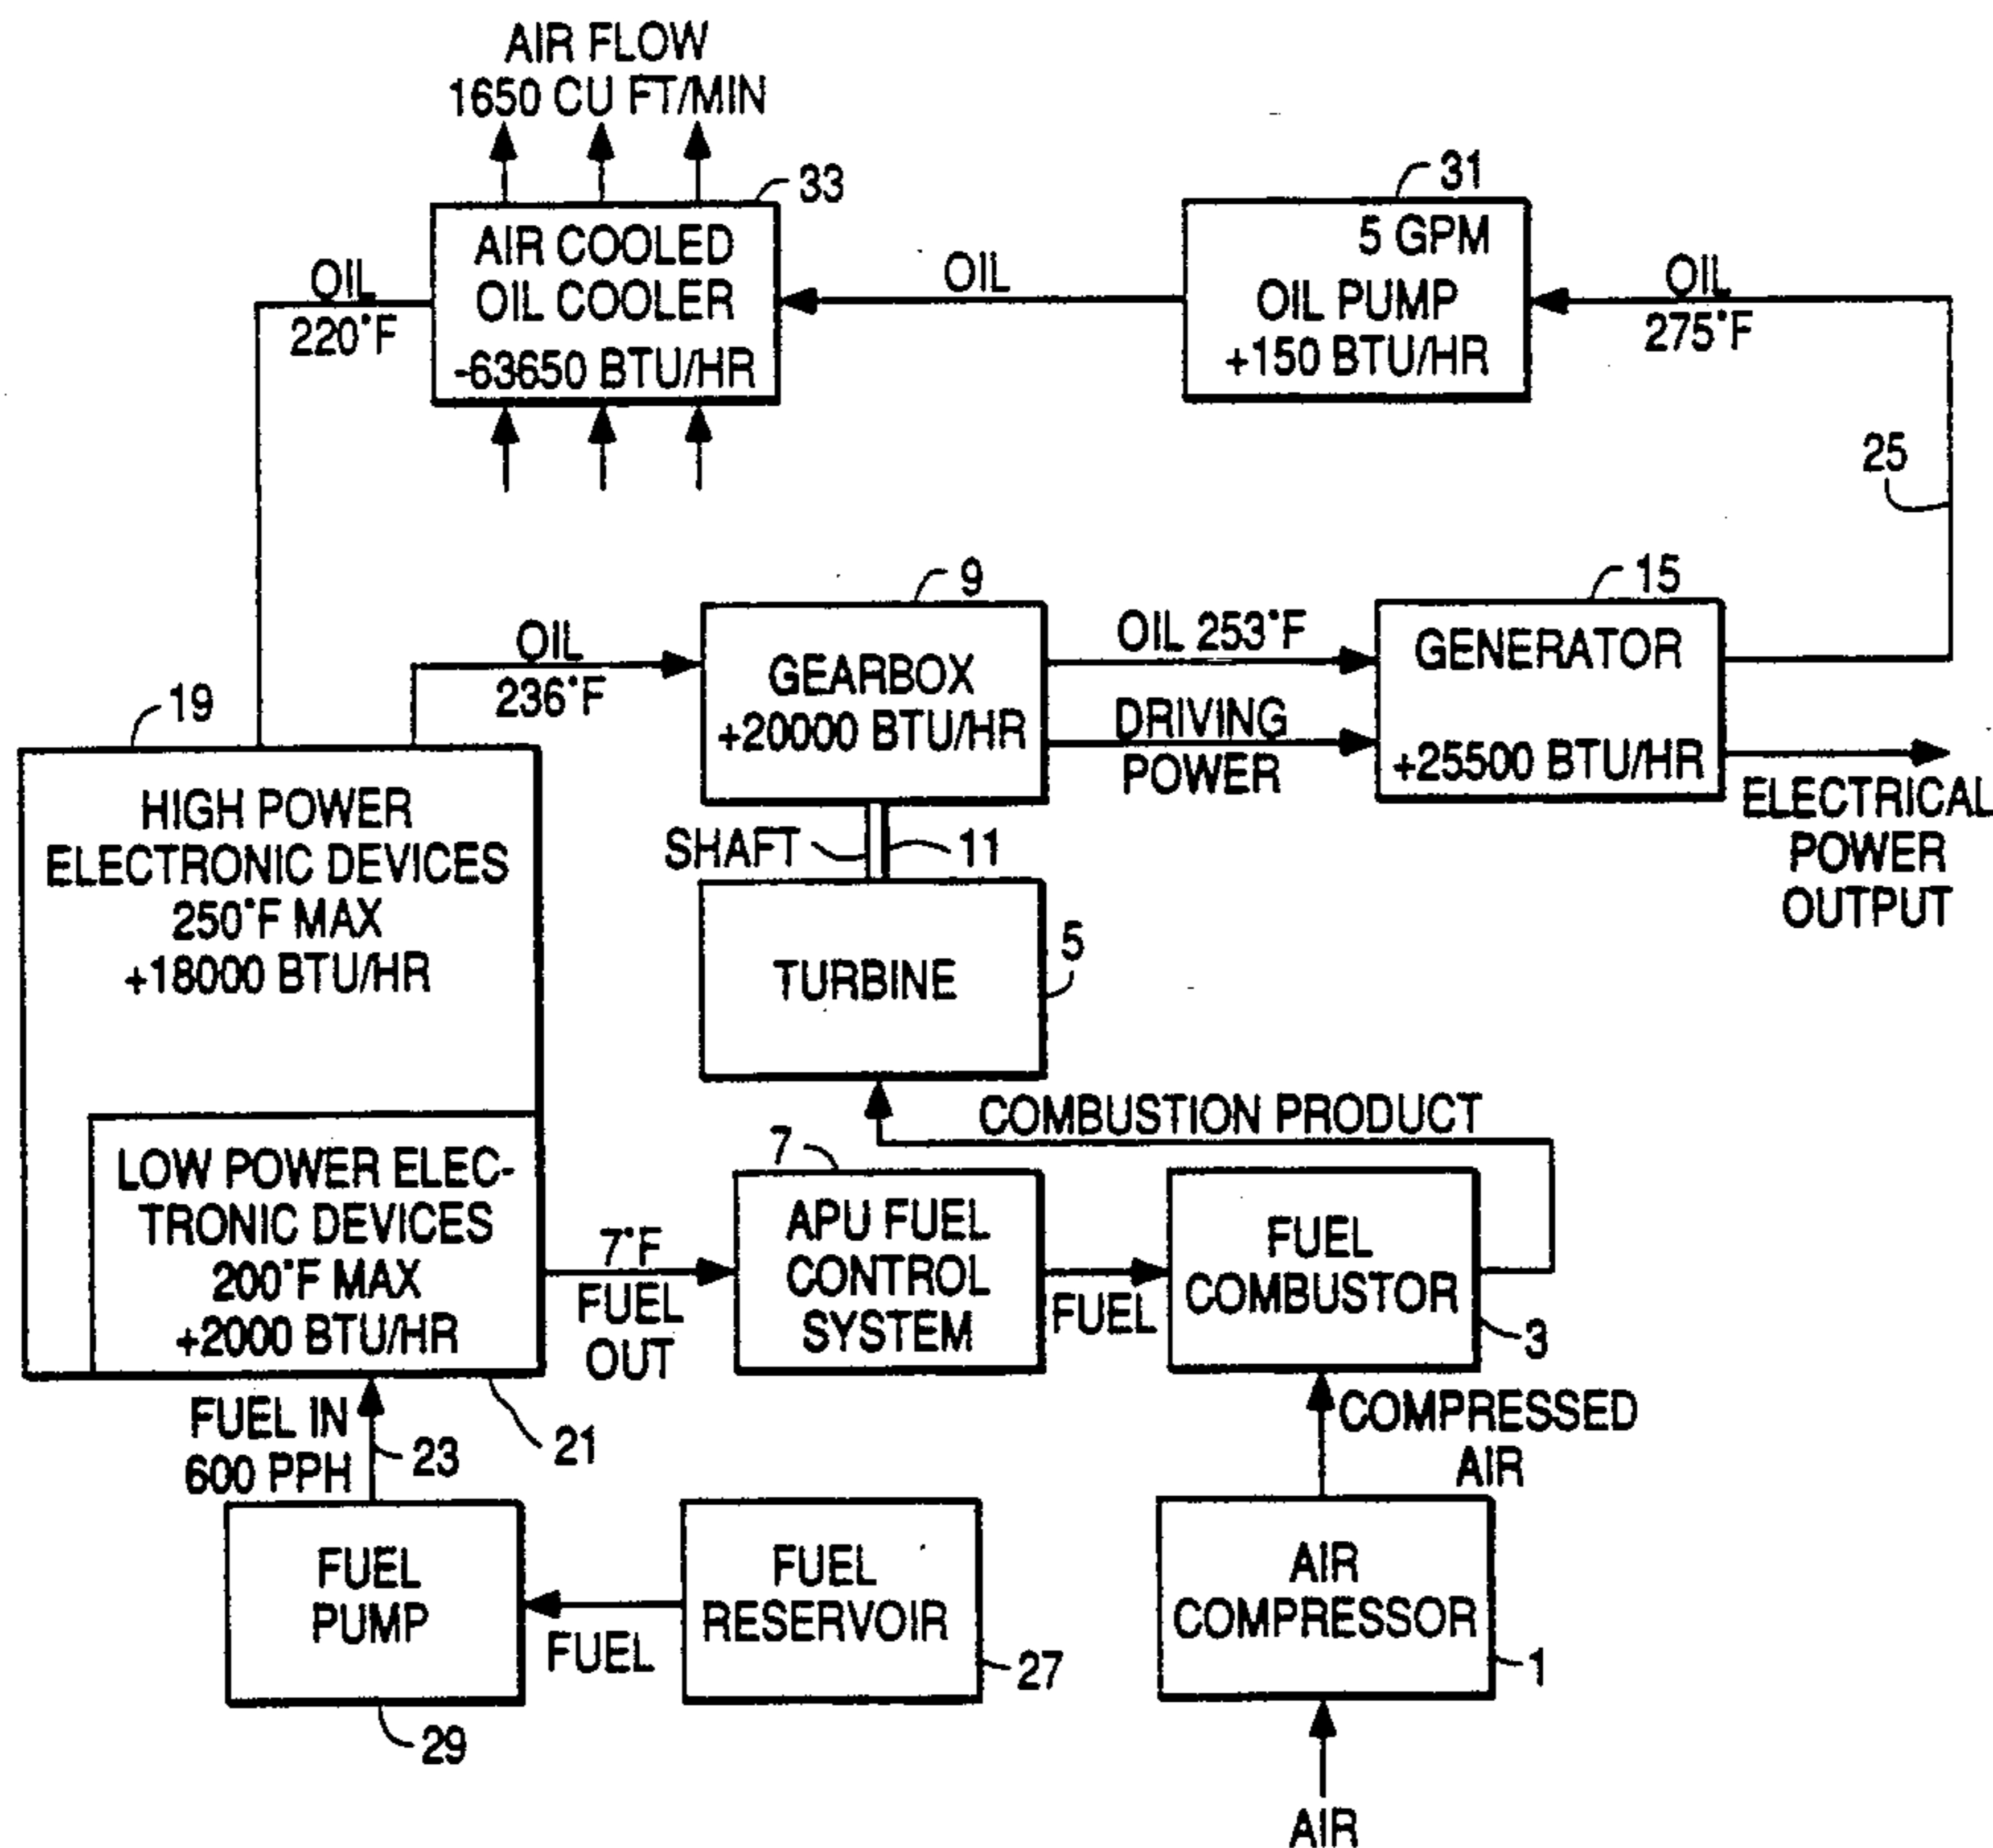 AIR FLOW
1650 CU FT/MIN
33
AIR COOLED
OIL COOLER
-63650 BTU/HR
OIL
220°F
OIL
31
5 GPM
OIL PUMP
+150 BTU/HR
OIL
275°F
25
9
GEARBOX
+20000 BTU/HR
OIL
236°F
OIL 253°F
DRIVING
POWER
15
GENERATOR
+25500 BTU/HR
ELECTRICAL
POWER
OUTPUT
19
HIGH POWER
ELECTRONIC DEVICES
250°F MAX
+18000 BTU/HR
SHAFT
11
TURBINE
5
COMBUSTION PRODUCT
LOW POWER ELEC-
TRONIC DEVICES
200°F MAX
+2000 BTU/HR
7°F
FUEL
OUT
7
APU FUEL
CONTROL
SYSTEM
FUEL
FUEL
COMBUSTOR
3
FUEL IN
600 PPH
23
21
COMPRESSED
AIR
FUEL
PUMP
29
FUEL
FUEL
RESERVOIR
27
AIR
COMPRESSOR
1
AIR